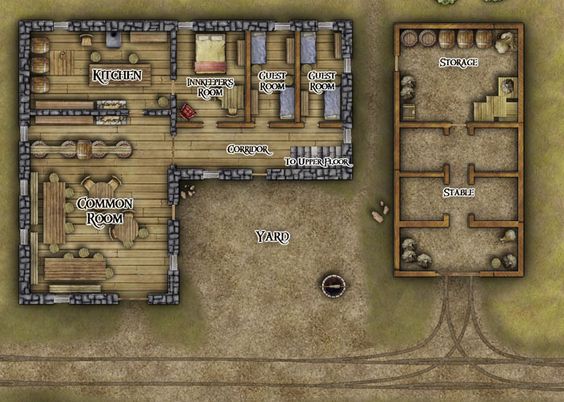 Kitchen
Innkeeper's
Room
Guest
Room
Guest
Room
Storage
Corridor
To Upper Floor
Stable
Common
Room
Yard